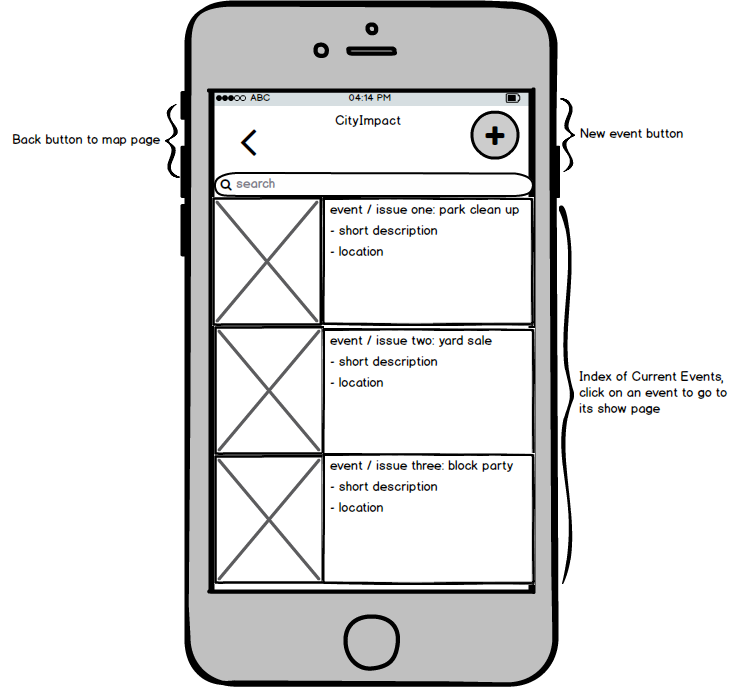 ABC
04:14 PM
CityImpact
Back button to map page
New event button
search
event / issue one: park clean up
- short description
- location
event / issue two: yard sale
- short description
- location
Index of Current Events,
click on an event to go to
its show page
event / issue three: block party
- short description
- location